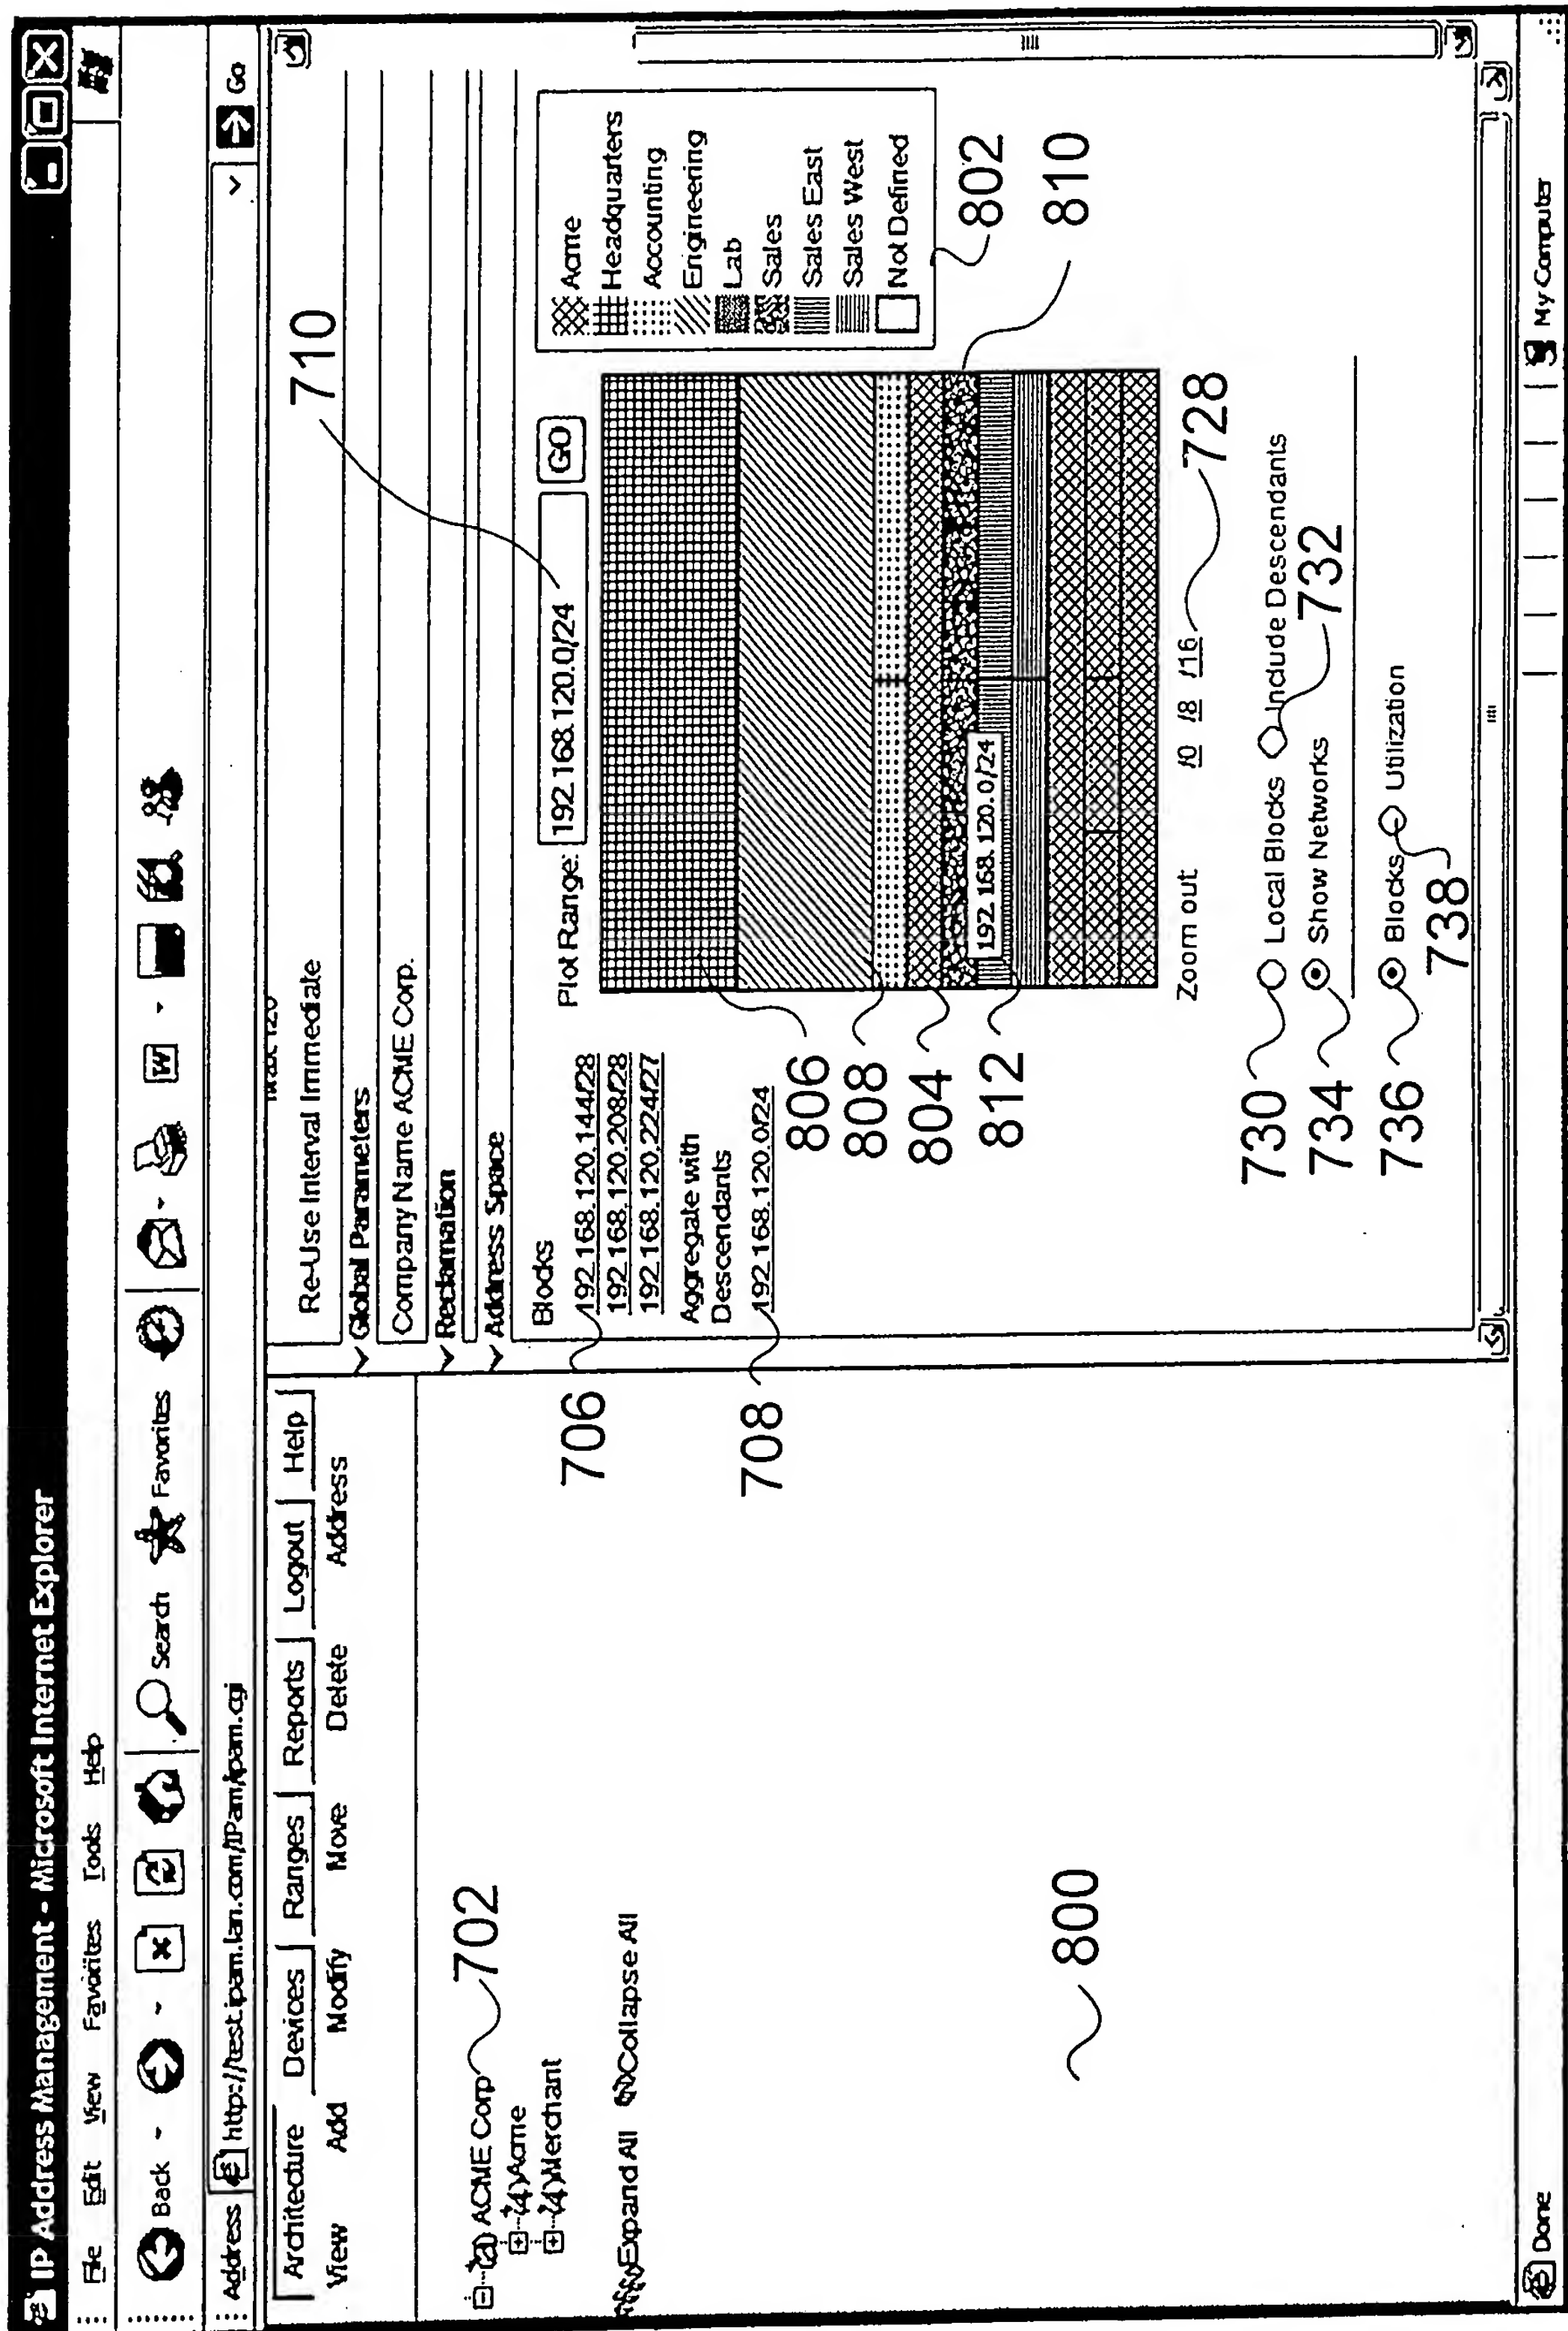 IP Address Management - Microsoft Internet Explorer
File Edit View Favorites Tools Help
Back Search Favorites
Address http://test.ipam.lan.com/IPam/ipam.cgi Go
Architecture Devices Ranges Reports Logout Help
View Add Modify Move Delete Address
ACME Corp 702
(4) Acme
(4) Merchant
Expand All Collapse All
800
Re-Use Interval Immediate
Global Parameters
Company Name ACME Corp.
Reclamation
Address Space
710
Blocks
706
192.168.120.144/28
192.168.120.208/28
192.168.120.224/27
Aggregate with
Descendants
708
192.168.120.0/24
Plot Range: 192.168.120.0/24 GO
192.168.120.0/24
806
808
804
812
Acme
Headquarters
Accounting
Engineering
Lab
Sales
Sales East
Sales West
Not Defined
802
810
Zoom out /0 /8 /16 728
730 Local Blocks Include Descendants
734 Show Networks 732
736 Blocks Utilization
738
Done My Computer